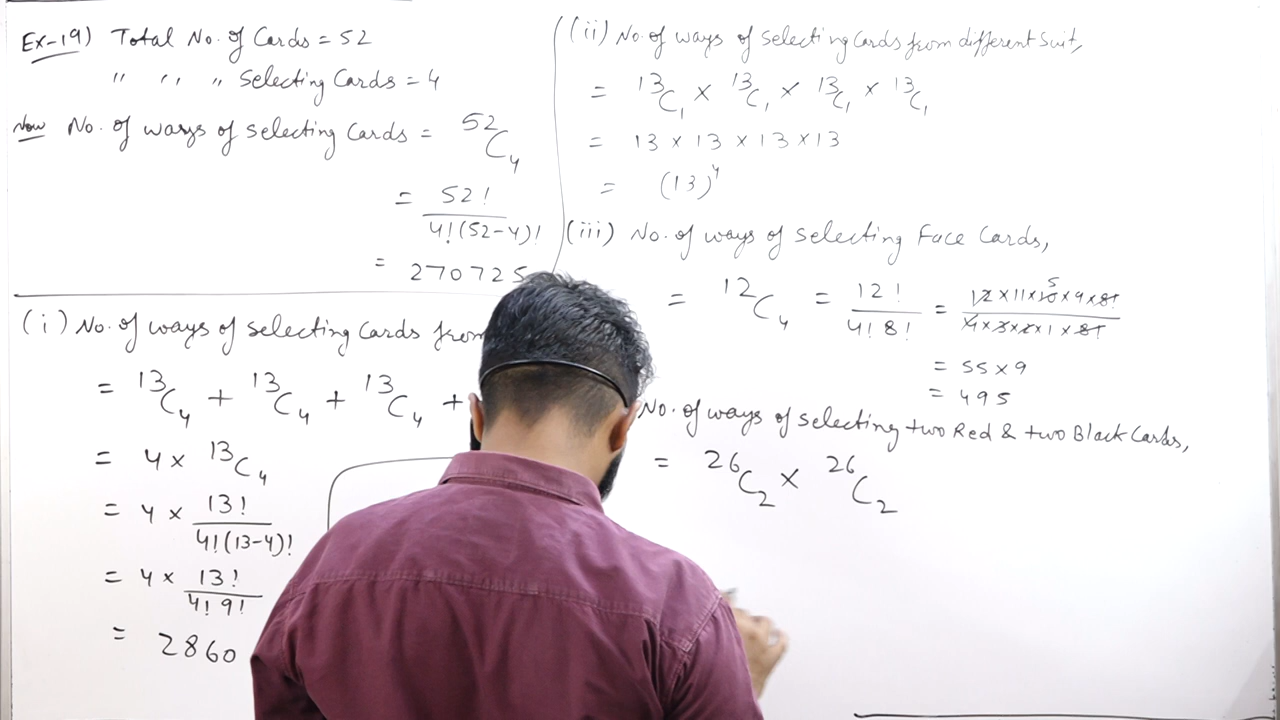 Ex-19) Total No. of Cards = 52
" " " Selecting Cards = 4
Now No. of ways of selecting Cards = ⁵²C₄
= 52! / 4!(52-4)!
= 270725
(i) No. of ways of selecting Cards from
= ¹³C₄ + ¹³C₄ + ¹³C₄ +
= 4 × ¹³C₄
= 4 × 13! / 4!(13-4)!
= 4 × 13! / 4! 9!
= 2860
(ii) No. of ways of selecting Cards from different Suit,
= ¹³C₁ × ¹³C₁ × ¹³C₁ × ¹³C₁
= 13 × 13 × 13 × 13
= (13)⁴
(iii) No. of ways of selecting Face Cards,
= ¹²C₄ = 12! / 4! 8! = 12 × 11 × 10 5 × 9 × 8! / 4 × 3 × 2 × 1 × 8!
= 55 × 9
= 495
No. of ways of selecting two Red & two Black Cards,
= ²⁶C₂ × ²⁶C₂